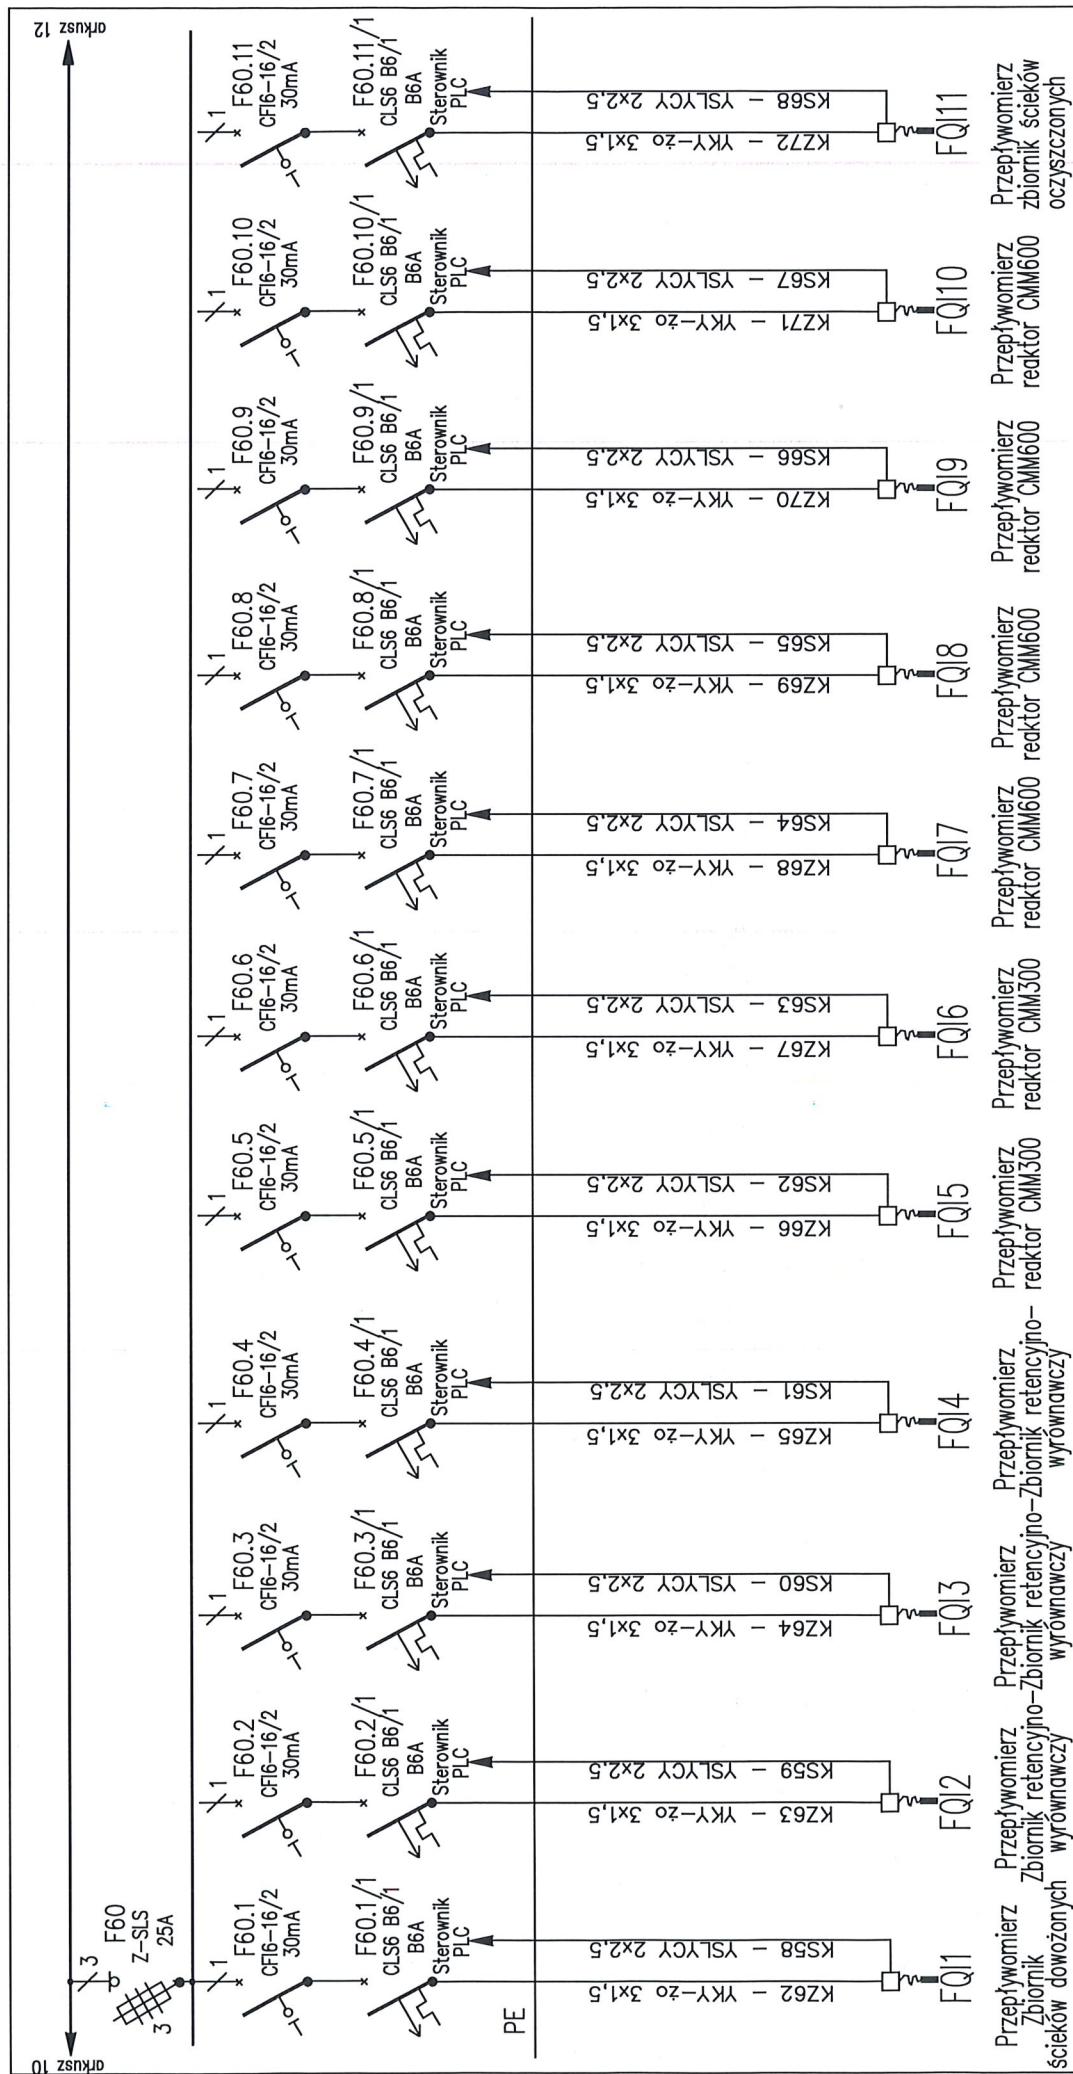 arkusz 10
arkusz 12
3
F60
Z-SLS
25A
3
1
F60.1
CFI6-16/2
30mA
F60.1/1
CLS6 B6/1
B6A
Sterownik
PLC
PE
KZ62 - YKY-żo 3x1,5
KS58 - YSLYCY 2x2,5
FQI1
Przepływomierz
Zbiornik
ścieków dowożonych
1
F60.2
CFI6-16/2
30mA
F60.2/1
CLS6 B6/1
B6A
Sterownik
PLC
KZ63 - YKY-żo 3x1,5
KS59 - YSLYCY 2x2,5
FQI2
Przepływomierz
Zbiornik retencyjno-
wyrównawczy
1
F60.3
CFI6-16/2
30mA
F60.3/1
CLS6 B6/1
B6A
Sterownik
PLC
KZ64 - YKY-żo 3x1,5
KS60 - YSLYCY 2x2,5
FQI3
Przepływomierz
Zbiornik retencyjno-
wyrównawczy
1
F60.4
CFI6-16/2
30mA
F60.4/1
CLS6 B6/1
B6A
Sterownik
PLC
KZ65 - YKY-żo 3x1,5
KS61 - YSLYCY 2x2,5
FQI4
Przepływomierz
Zbiornik retencyjno-
wyrównawczy
1
F60.5
CFI6-16/2
30mA
F60.5/1
CLS6 B6/1
B6A
Sterownik
PLC
KZ66 - YKY-żo 3x1,5
KS62 - YSLYCY 2x2,5
FQI5
Przepływomierz
reaktor CMM300
1
F60.6
CFI6-16/2
30mA
F60.6/1
CLS6 B6/1
B6A
Sterownik
PLC
KZ67 - YKY-żo 3x1,5
KS63 - YSLYCY 2x2,5
FQI6
Przepływomierz
reaktor CMM300
1
F60.7
CFI6-16/2
30mA
F60.7/1
CLS6 B6/1
B6A
Sterownik
PLC
KZ68 - YKY-żo 3x1,5
KS64 - YSLYCY 2x2,5
FQI7
Przepływomierz
reaktor CMM600
1
F60.8
CFI6-16/2
30mA
F60.8/1
CLS6 B6/1
B6A
Sterownik
PLC
KZ69 - YKY-żo 3x1,5
KS65 - YSLYCY 2x2,5
FQI8
Przepływomierz
reaktor CMM600
1
F60.9
CFI6-16/2
30mA
F60.9/1
CLS6 B6/1
B6A
Sterownik
PLC
KZ70 - YKY-żo 3x1,5
KS66 - YSLYCY 2x2,5
FQI9
Przepływomierz
reaktor CMM600
1
F60.10
CFI6-16/2
30mA
F60.10/1
CLS6 B6/1
B6A
Sterownik
PLC
KZ71 - YKY-żo 3x1,5
KS67 - YSLYCY 2x2,5
FQI10
Przepływomierz
reaktor CMM600
1
F60.11
CFI6-16/2
30mA
F60.11/1
CLS6 B6/1
B6A
Sterownik
PLC
KZ72 - YKY-żo 3x1,5
KS68 - YSLYCY 2x2,5
FQI11
Przepływomierz
zbiornik ścieków
oczyszczonych